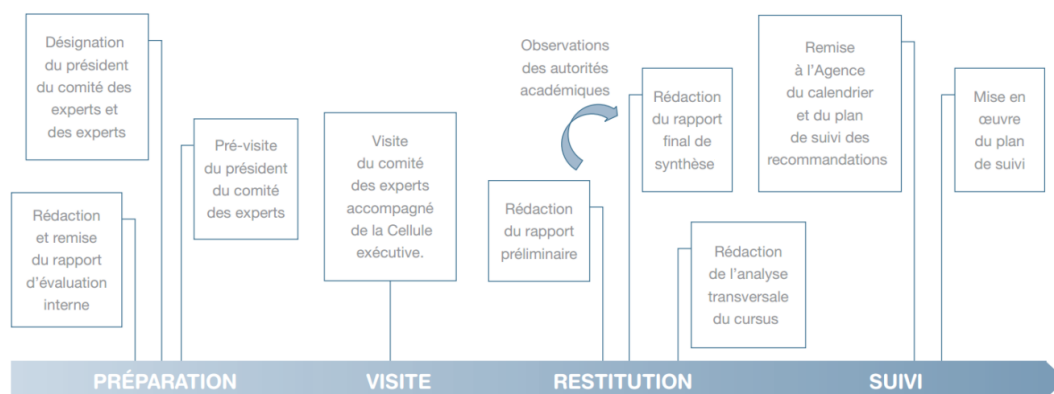 Désignation
du président
du comité des
experts et
des experts
Rédaction
et remise
du rapport
d'évaluation
interne
Pré-visite
du président
du comité
des experts
Visite
du comité
des experts
accompagné
de la Cellule
exécutive.
Observations
des autorités
académiques
Rédaction
du rapport
préliminaire
Rédaction
du rapport
final de
synthèse
Rédaction
de l'analyse
transversale
du cursus
Remise
à l'Agence
du calendrier
et du plan
de suivi des
recommandations
Mise en
œuvre
du plan
de suivi
PRÉPARATION
VISITE
RESTITUTION
SUIVI